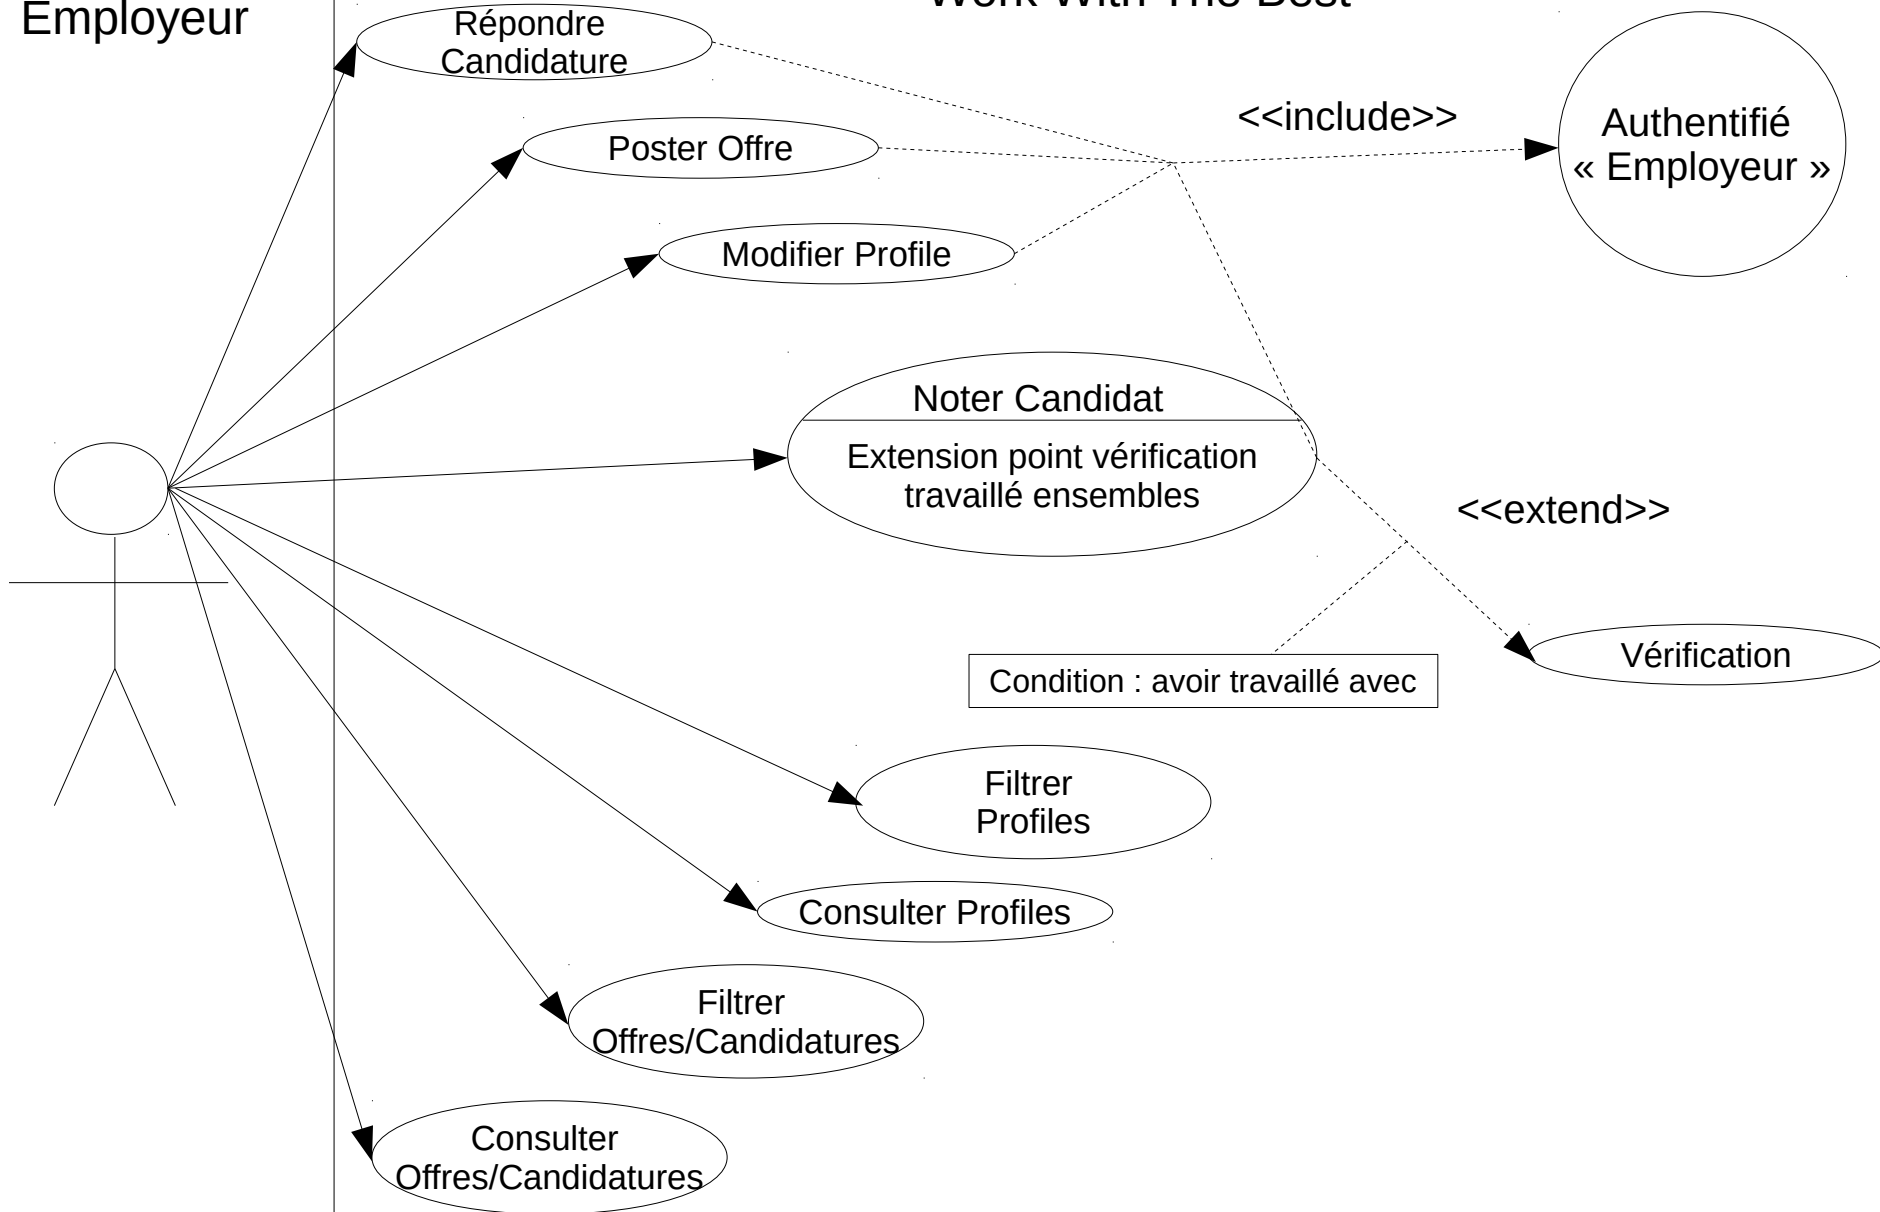 Employeur
Work With The Best
Répondre
Candidature
<<include>>
Authentifié
« Employeur »
Poster Offre
Modifier Profile
Noter Candidat
Extension point vérification
travaillé ensembles
<<extend>>
Vérification
Condition : avoir travaillé avec
Filtrer
Profiles
Consulter Profiles
Filtrer
Offres/Candidatures
Consulter
Offres/Candidatures